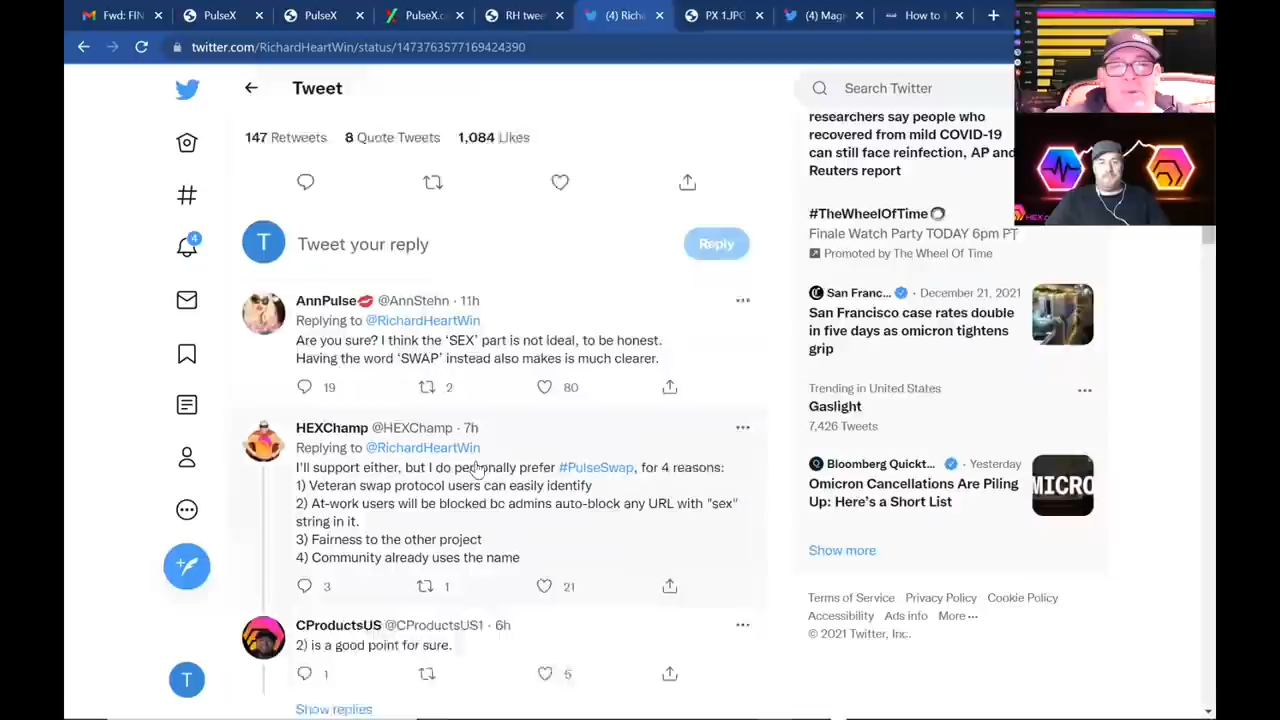 Fwd: FIN
PulseX
Pul
PulseX.c
RH twee
(4) Richa
PX 1.JPG
(4) Magi
How to
twitter.com/RichardHeartWin/status/1473763577169424390
Tweet
Search Twitter
147 Retweets 8 Quote Tweets 1,084 Likes
Tweet your reply
Reply
T
4
AnnPulse💋 @AnnStehn · 11h
Replying to @RichardHeartWin
Are you sure? I think the ‘SEX’ part is not ideal, to be honest.
Having the word ‘SWAP’ instead also makes is much clearer.
19 2 80
HEXChamp @HEXChamp · 7h
Replying to @RichardHeartWin
I'll support either, but I do personally prefer #PulseSwap, for 4 reasons:
1) Veteran swap protocol users can easily identify
2) At-work users will be blocked bc admins auto-block any URL with "sex"
string in it.
3) Fairness to the other project
4) Community already uses the name
3 1 21
CProductsUS @CProductsUS1 · 6h
2) is a good point for sure.
1 5
Show replies
T
researchers say people who
recovered from mild COVID-19
can still face reinfection, AP and
Reuters report
#TheWheelOfTime
Finale Watch Party TODAY 6pm PT
Promoted by The Wheel Of Time
San Franc... · December 21, 2021
San Francisco case rates double
in five days as omicron tightens
grip
Trending in United States
Gaslight
7,426 Tweets
Bloomberg Quickt... · Yesterday
Omicron Cancellations Are Piling
Up: Here's a Short List
MICRO
Show more
Terms of Service Privacy Policy Cookie Policy
Accessibility Ads info More ···
© 2021 Twitter, Inc.
HEX.c